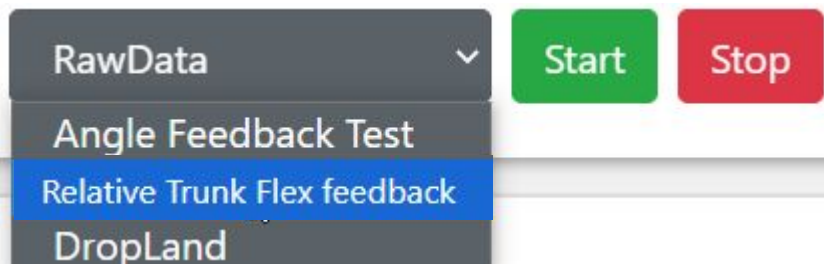 RawData Start Stop
Angle Feedback Test
Relative Trunk Flex feedback
DropLand